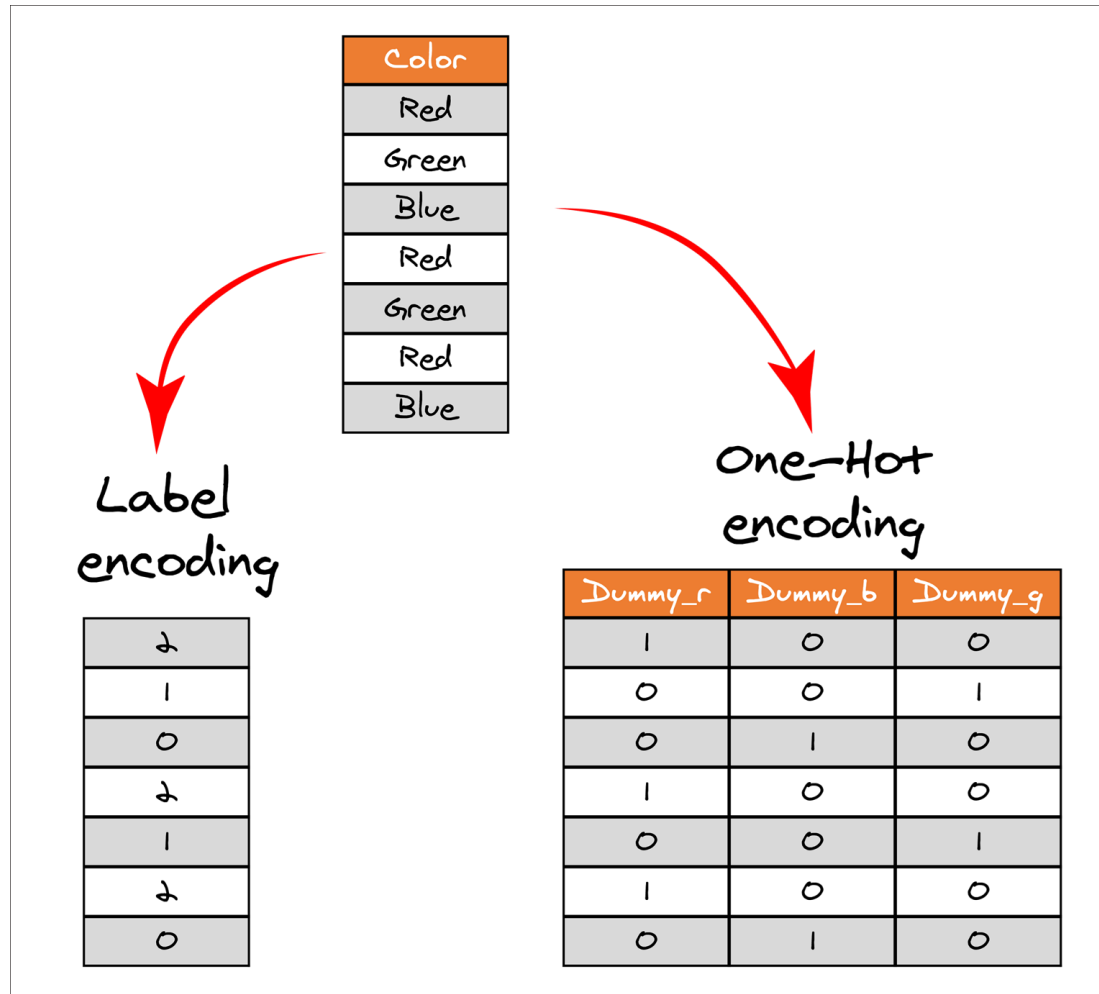 Color
Red
Green
Blue
Red
Green
Red
Blue
Label
encoding
One-Hot
encoding
2
1
0
2
1
2
0
Dummy_r Dummy_b Dummy_g
1 0 0
0 0 1
0 1 0
1 0 0
0 0 1
1 0 0
0 1 0